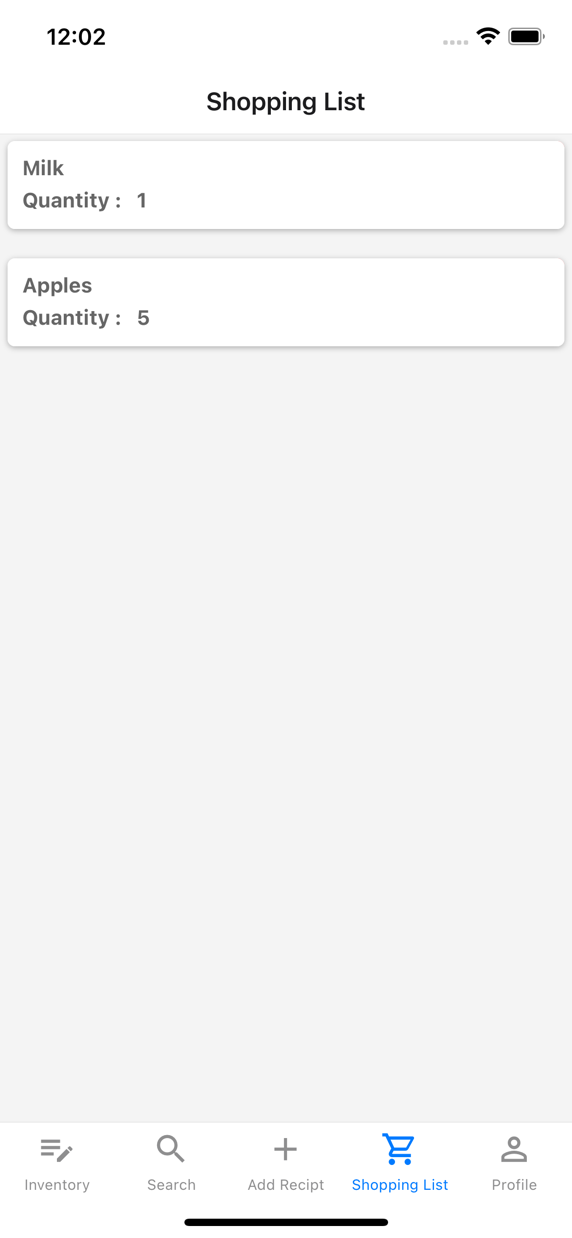 12:02
Shopping List
Milk
Quantity :  1
Apples
Quantity :  5
Inventory
Search
Add Recipt
Shopping List
Profile